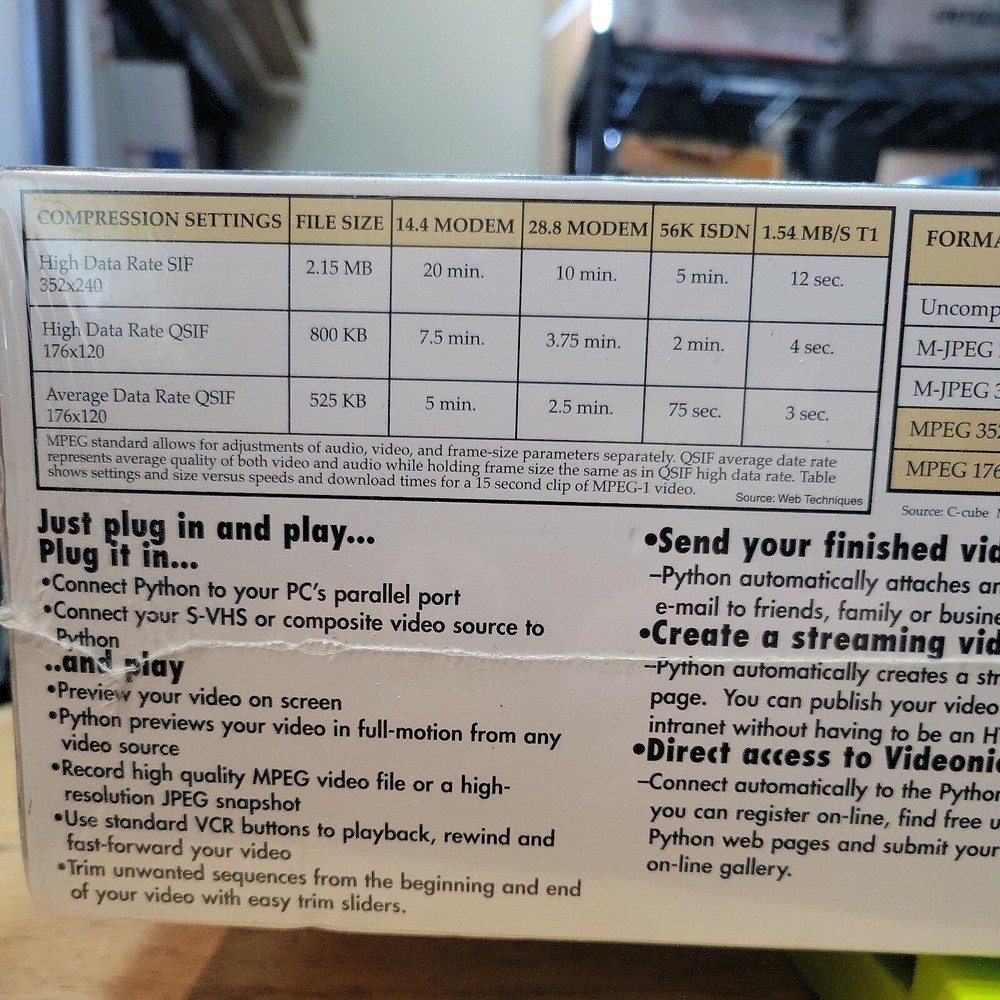 COMPRESSION SETTINGS FILE SIZE 14.4 MODEM 28.8 MODEM 56K ISDN 1.54 MB/S T1
High Data Rate SIF
352x240 2.15 MB 20 min. 10 min. 5 min. 12 sec.
High Data Rate QSIF
176x120 800 KB 7.5 min. 3.75 min. 2 min. 4 sec.
Average Data Rate QSIF
176x120 525 KB 5 min. 2.5 min. 75 sec. 3 sec.
MPEG standard allows for adjustments of audio, video, and frame-size parameters separately. QSIF average date rate
represents average quality of both video and audio while holding frame size the same as in QSIF high data rate. Table
shows settings and size versus speeds and download times for a 15 second clip of MPEG-1 video.
Source: Web Techniques
FORMA
Uncomp
M-JPEG
M-JPEG 3
MPEG 352
MPEG 176
Source: C-cube
Just plug in and play...
Plug it in...
•Connect Python to your PC's parallel port
•Connect your S-VHS or composite video source to
Python
..and play
•Preview your video on screen
•Python previews your video in full-motion from any
video source
•Record high quality MPEG video file or a high-
resolution JPEG snapshot
•Use standard VCR buttons to playback, rewind and
fast-forward your video
•Trim unwanted sequences from the beginning and end
of your video with easy trim sliders.
•Send your finished vid
–Python automatically attaches an
e-mail to friends, family or busine
•Create a streaming vid
–Python automatically creates a str
page. You can publish your video
intranet without having to be an H
•Direct access to Videonic
–Connect automatically to the Python
you can register on-line, find free u
Python web pages and submit your
on-line gallery.